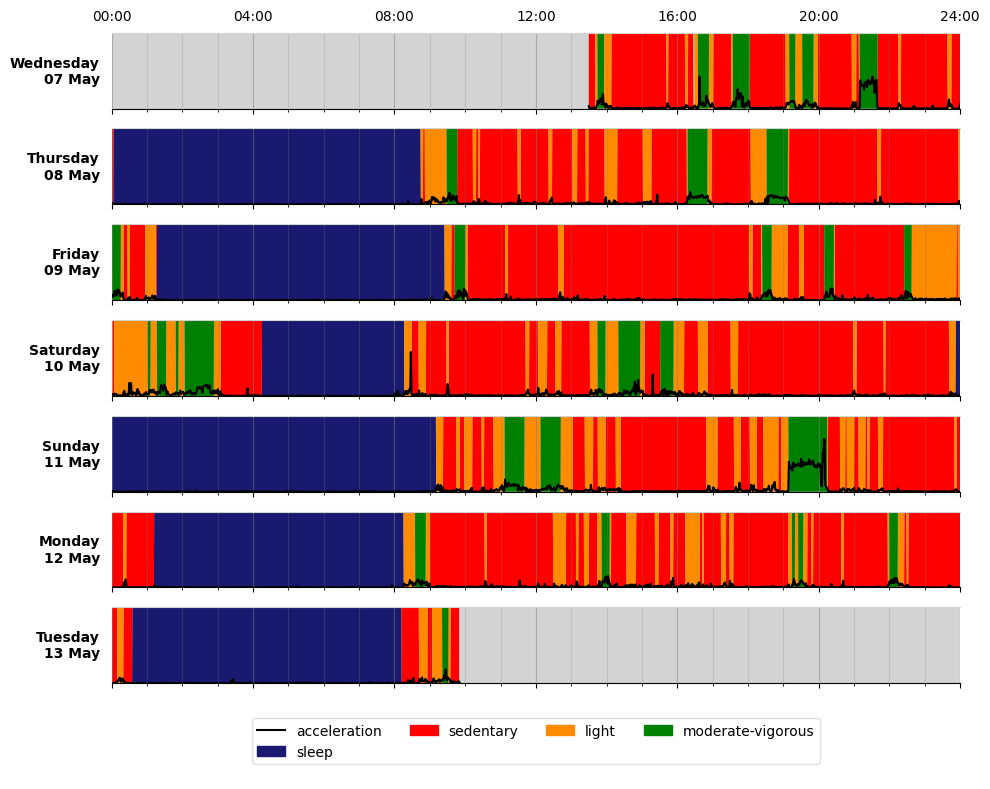 00:00 04:00 08:00 12:00 16:00 20:00 24:00
Wednesday
07 May
Thursday
08 May
Friday
09 May
Saturday
10 May
Sunday
11 May
Monday
12 May
Tuesday
13 May
acceleration sedentary light moderate-vigorous
sleep